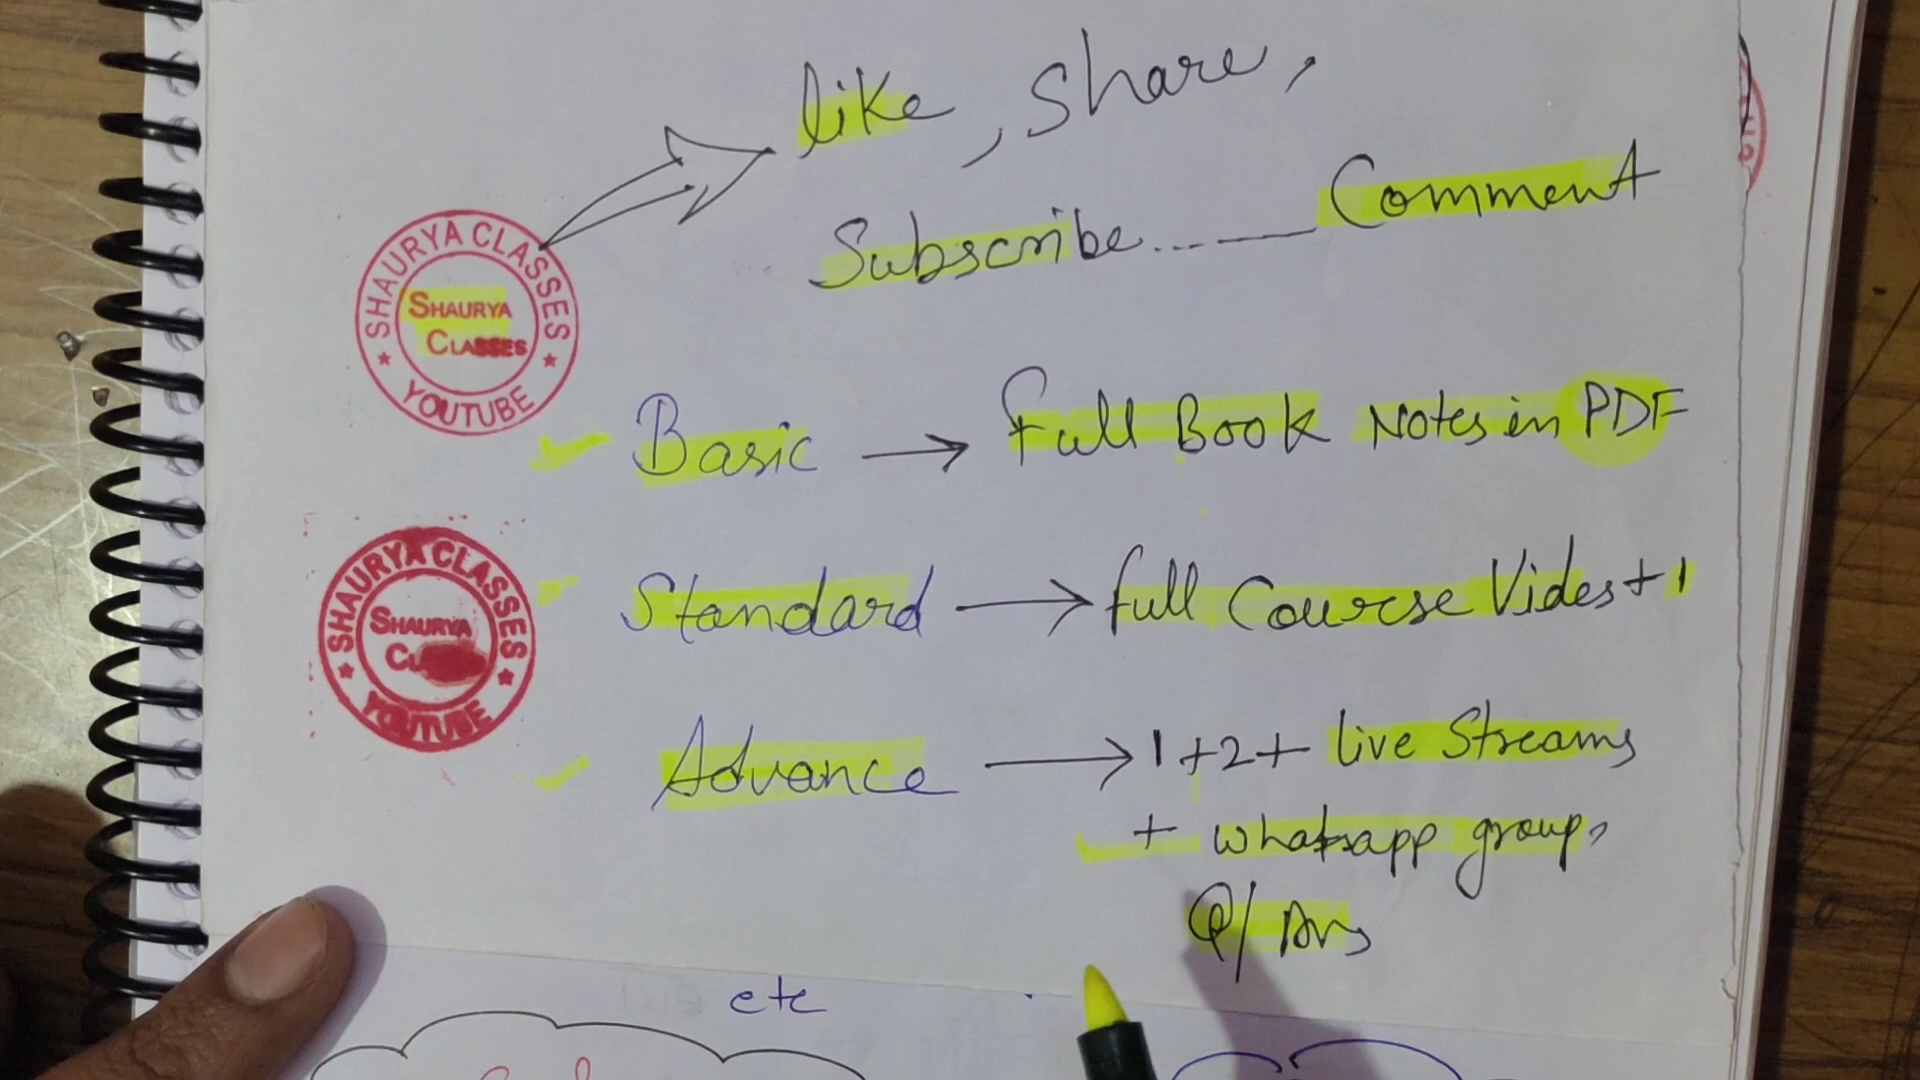 like, Share,
Subscribe....----- Comment
SHAURYA CLASSES
SHAURYA
CLASSES
YOUTUBE
Basic → Full Book Notes in PDF
Standard → full Course Vides + 1
SHAURYA CLASSES
SHAURYA
YOUTUBE
Advance → 1+2+ live Streams
+ whatsapp group,
Q/Ans
etc